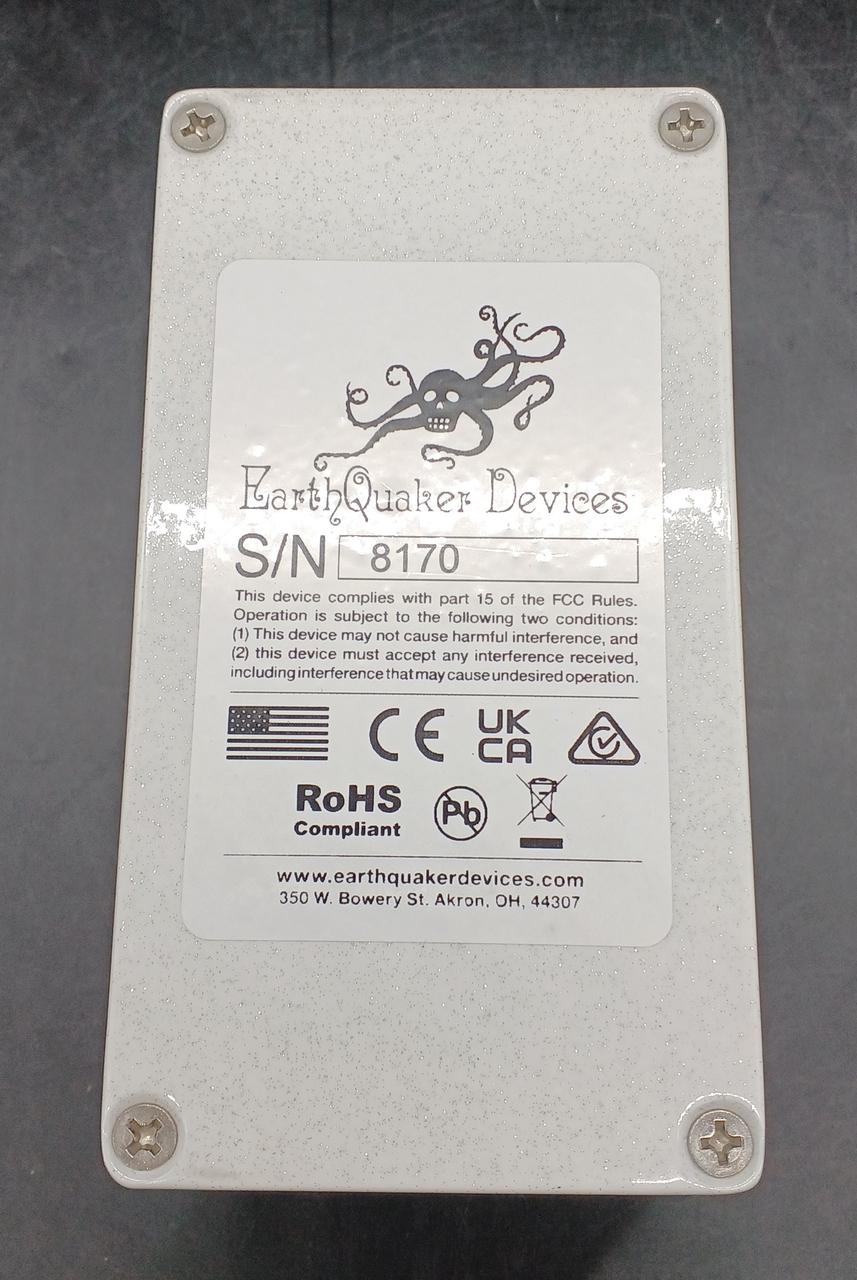 EarthQuaker Devices
S/N 8170
This device complies with part 15 of the FCC Rules.
Operation is subject to the following two conditions:
(1) This device may not cause harmful interference, and
(2) this device must accept any interference received,
including interference that may cause undesired operation.
CE UK
CA
RoHS
Compliant
Pb
www.earthquakerdevices.com
350 W. Bowery St. Akron, OH, 44307